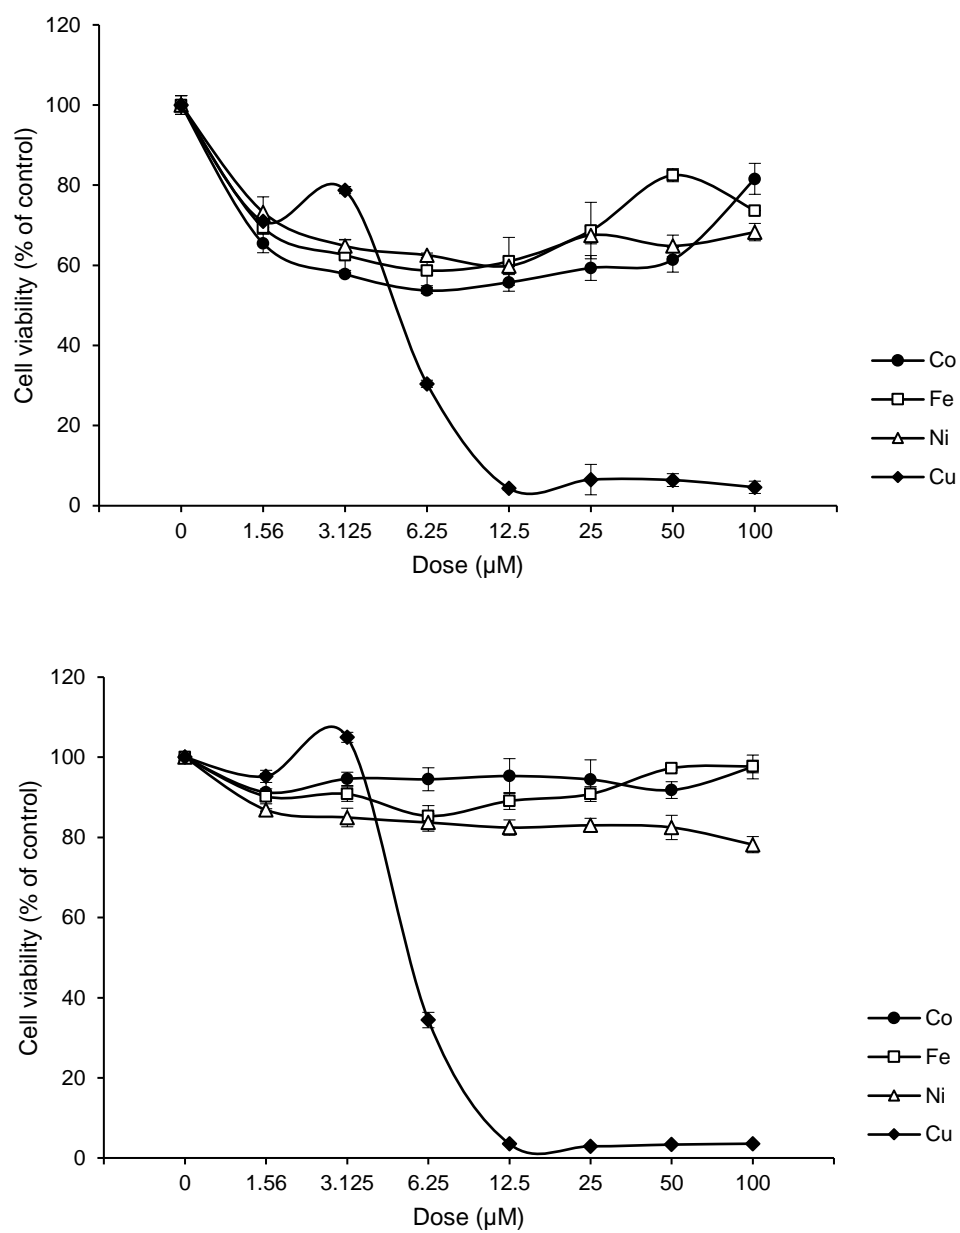 120
100
80
60
40
20
0
Cell viability (% of control)
0 1.56 3.125 6.25 12.5 25 50 100
Dose (µM)
Co
Fe
Ni
Cu
120
100
80
60
40
20
0
Cell viability (% of control)
0 1.56 3.125 6.25 12.5 25 50 100
Dose (µM)
Co
Fe
Ni
Cu